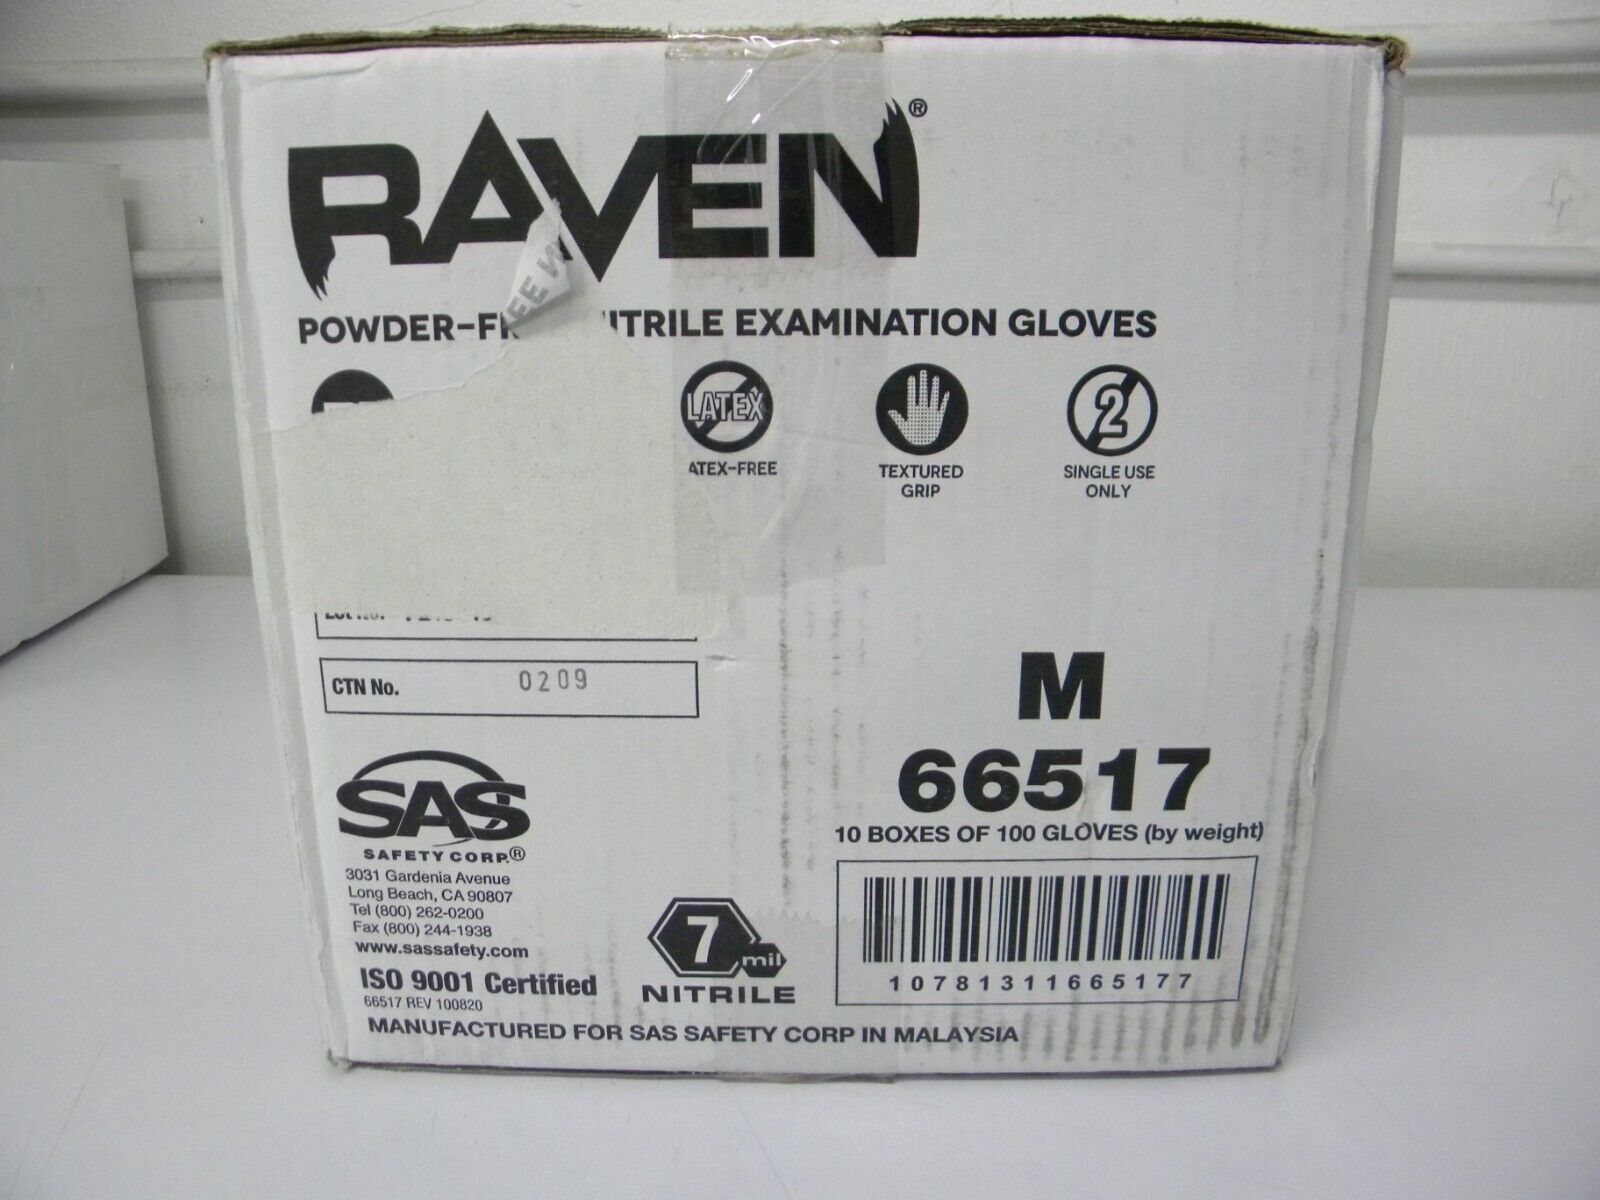 RAVEN®
POWDER-FR ITRILE EXAMINATION GLOVES
LATEX
ATEX-FREE
TEXTURED
GRIP
2
SINGLE USE
ONLY
CTN No. 0209
M
66517
10 BOXES OF 100 GLOVES (by weight)
SAS
SAFETY CORP.®
3031 Gardenia Avenue
Long Beach, CA 90807
Tel (800) 262-0200
Fax (800) 244-1938
www.sassafety.com
ISO 9001 Certified
66517 REV 100820
7 mil
NITRILE
10781311665177
MANUFACTURED FOR SAS SAFETY CORP IN MALAYSIA